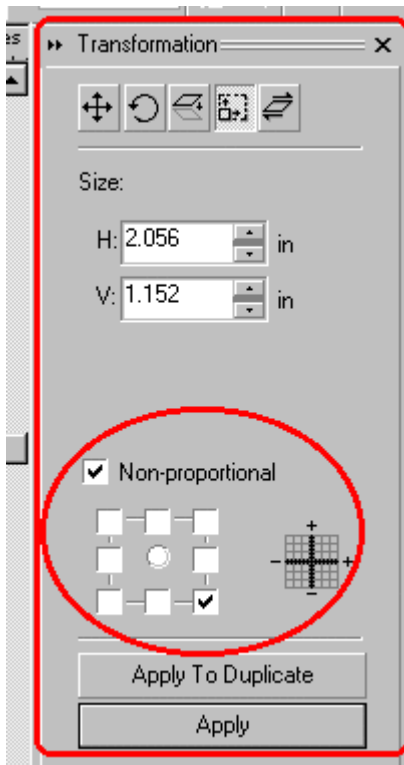 es
Transformation
Size:
H: 2.056 in
V: 1.152 in
Non-proportional
Apply To Duplicate
Apply